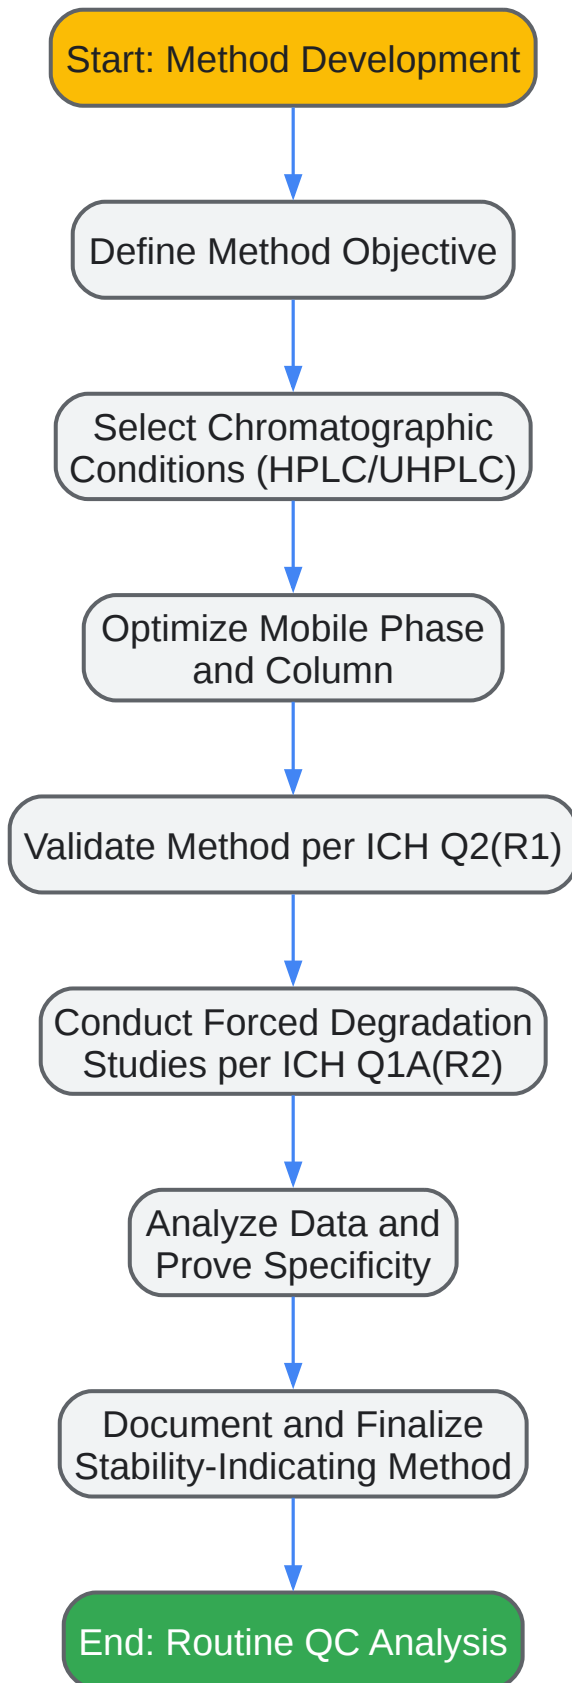 Start: Method Development
Define Method Objective
Select Chromatographic
Conditions (HPLC/UHPLC)
Optimize Mobile Phase
and Column
Validate Method per ICH Q2(R1)
Conduct Forced Degradation
Studies per ICH Q1A(R2)
Analyze Data and
Prove Specificity
Document and Finalize
Stability-Indicating Method
End: Routine QC Analysis